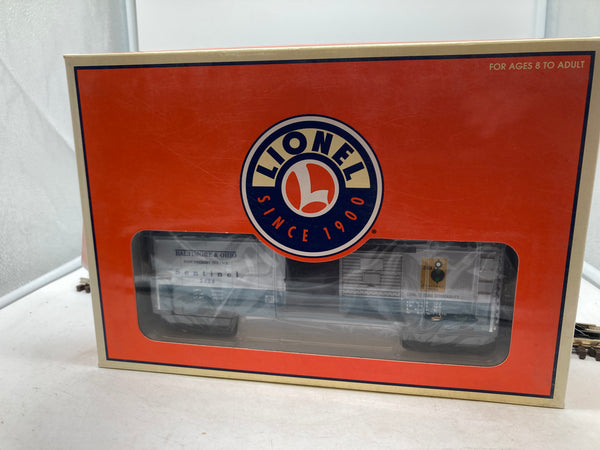 FOR AGES 8 TO ADULT
LIONEL
L
SINCE 1900
®
BALTIMORE & OHIO
Sentinel